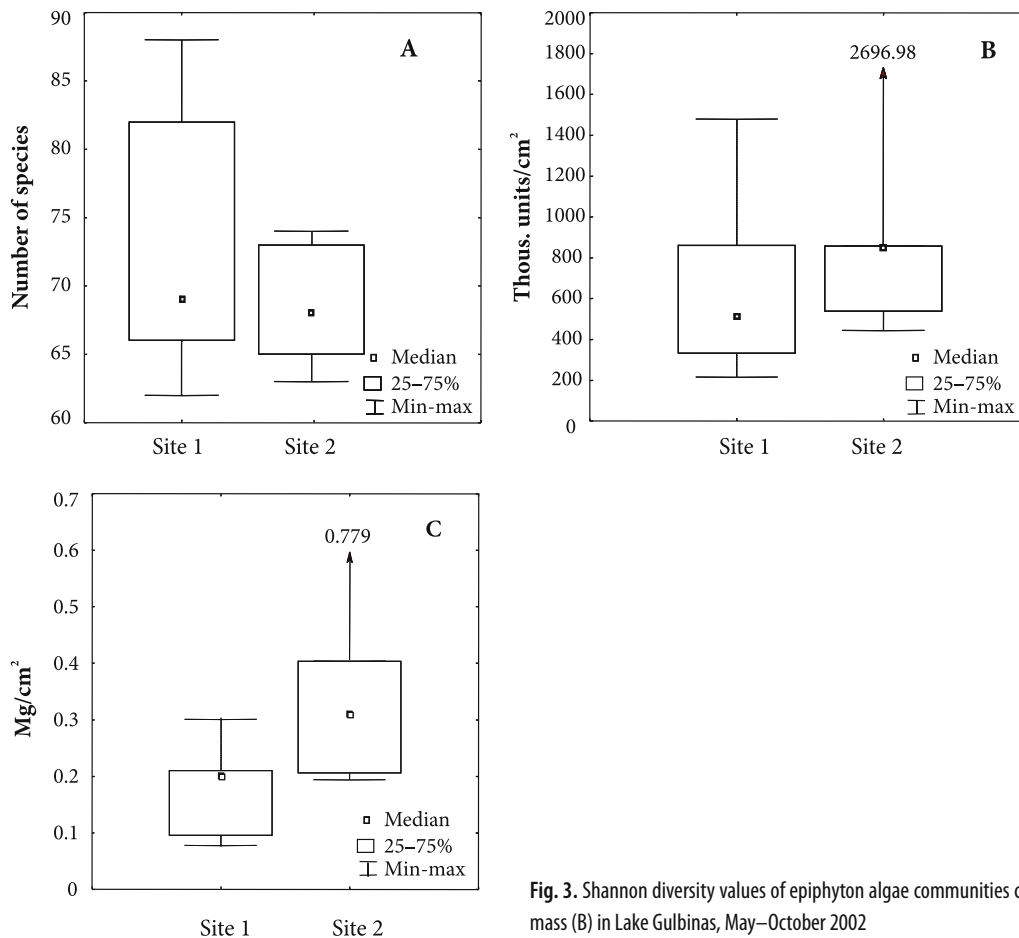 A
Number of species
90
85
80
75
70
65
60
Median
25–75%
Min-max
Site 1 Site 2
B
Thous. units/cm²
2000
1800
1600
1400
1200
1000
800
600
400
200
0
2696.98
Median
25–75%
Min-max
Site 1 Site 2
C
Mg/cm²
0.7
0.6
0.5
0.4
0.3
0.2
0.1
0
0.779
Median
25–75%
Min-max
Site 1 Site 2
Fig. 3. Shannon diversity values of epiphyton algae communities
mass (B) in Lake Gulbinas, May–October 2002